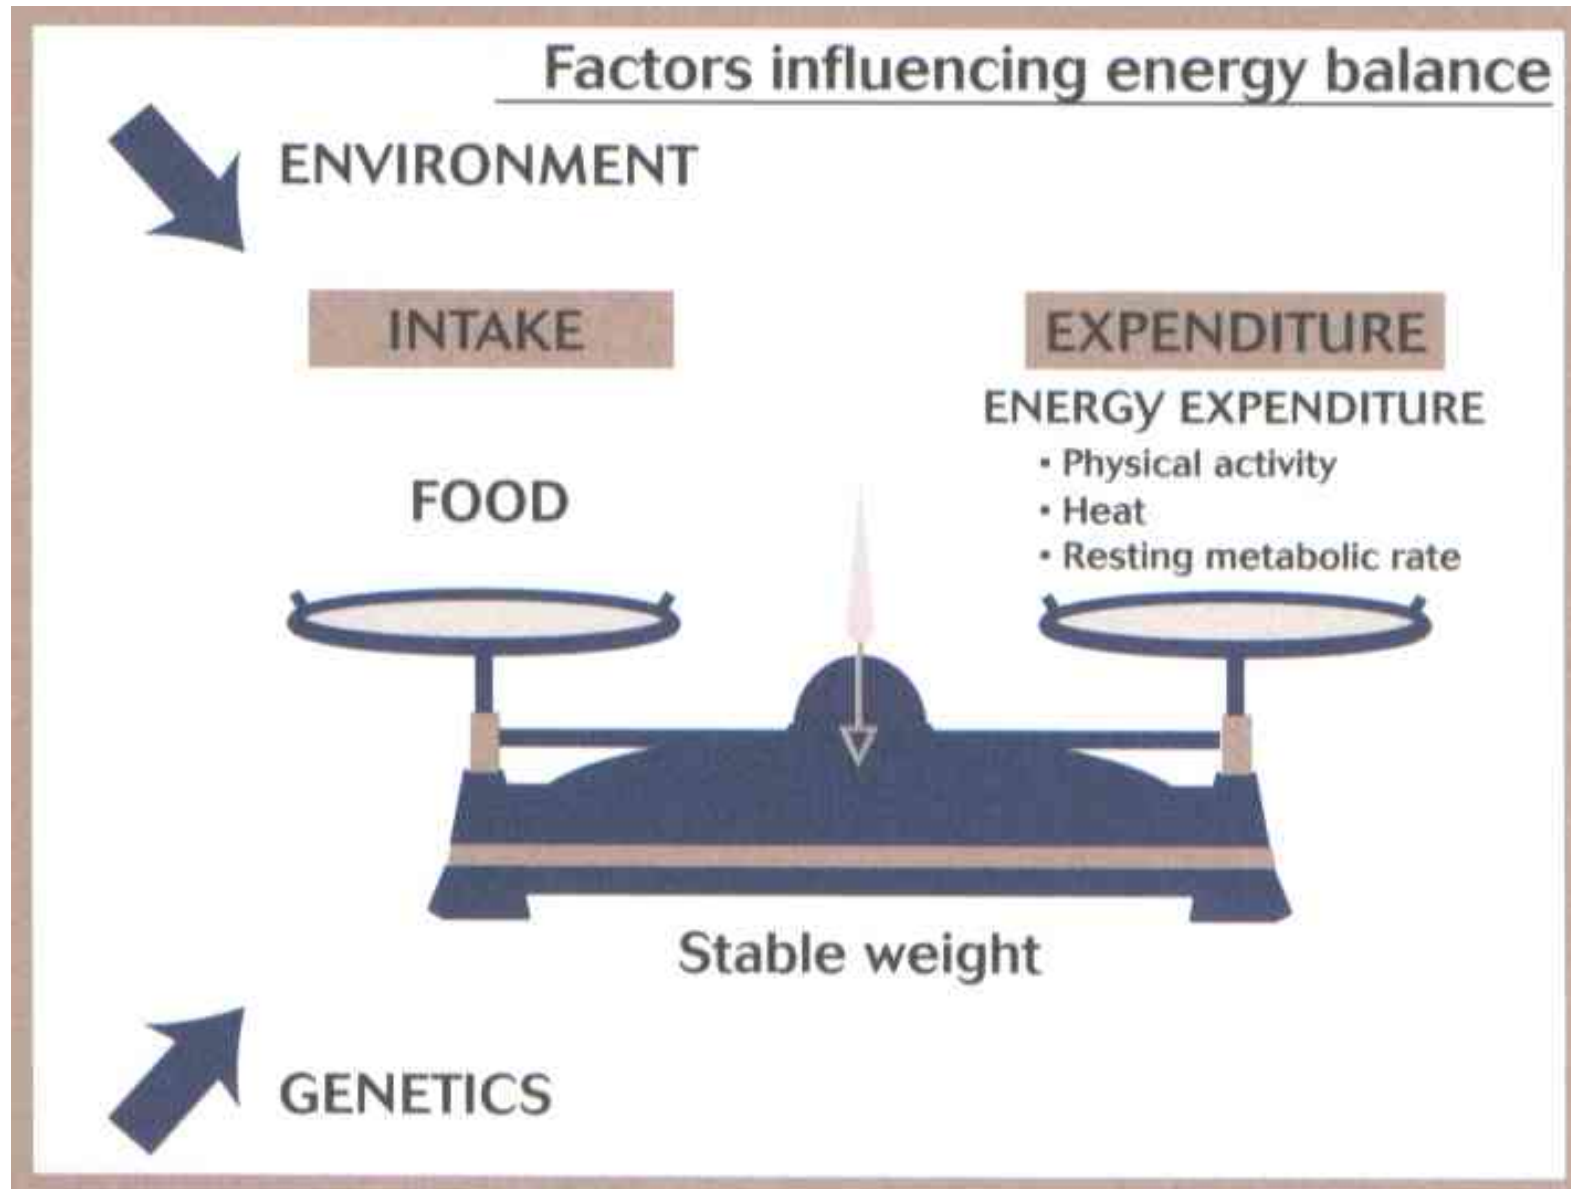 Factors influencing energy balance
ENVIRONMENT
INTAKE
EXPENDITURE
ENERGY EXPENDITURE
▪ Physical activity
▪ Heat
▪ Resting metabolic rate
FOOD
Stable weight
GENETICS